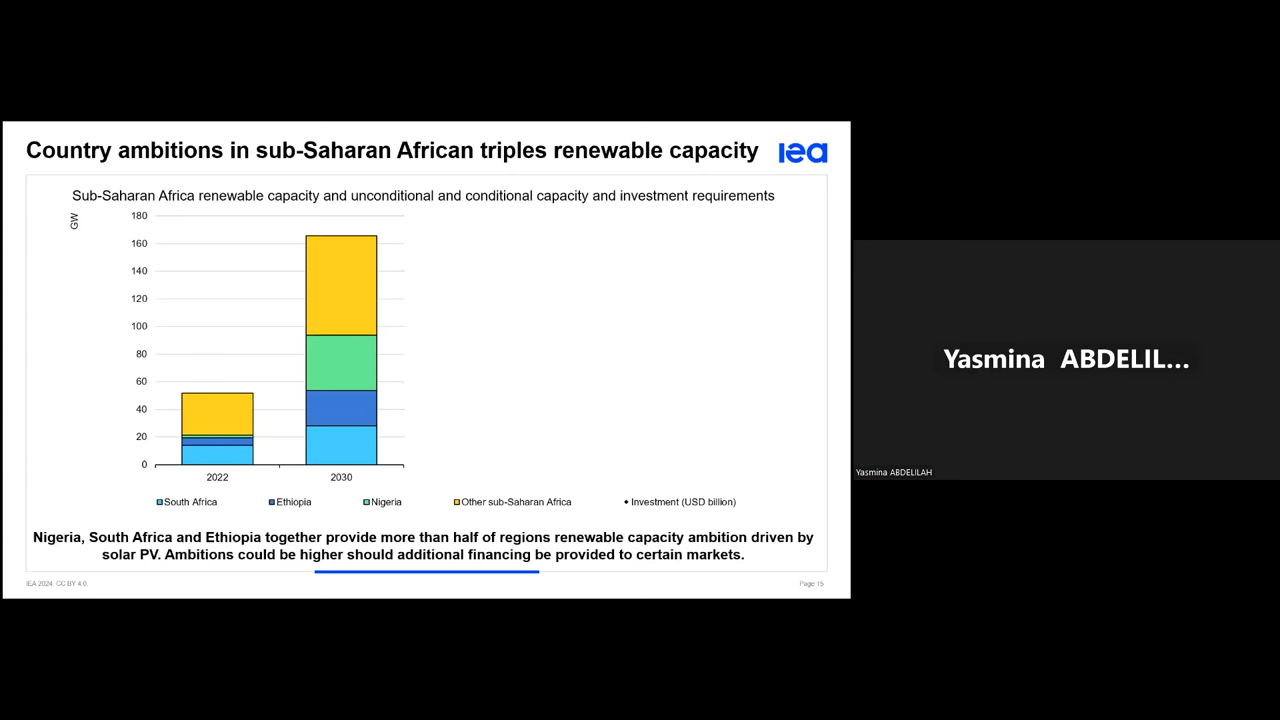 Country ambitions in sub-Saharan African triples renewable capacity
iea
Sub-Saharan Africa renewable capacity and unconditional and conditional capacity and investment requirements
GW
180
160
140
120
100
80
60
40
20
0
2022
2030
South Africa
Ethiopia
Nigeria
Other sub-Saharan Africa
Investment (USD billion)
Nigeria, South Africa and Ethiopia together provide more than half of regions renewable capacity ambition driven by
solar PV. Ambitions could be higher should additional financing be provided to certain markets.
IEA 2024. CC BY 4.0.
Page 15
Yasmina ABDELIL...
Yasmina ABDELILAH